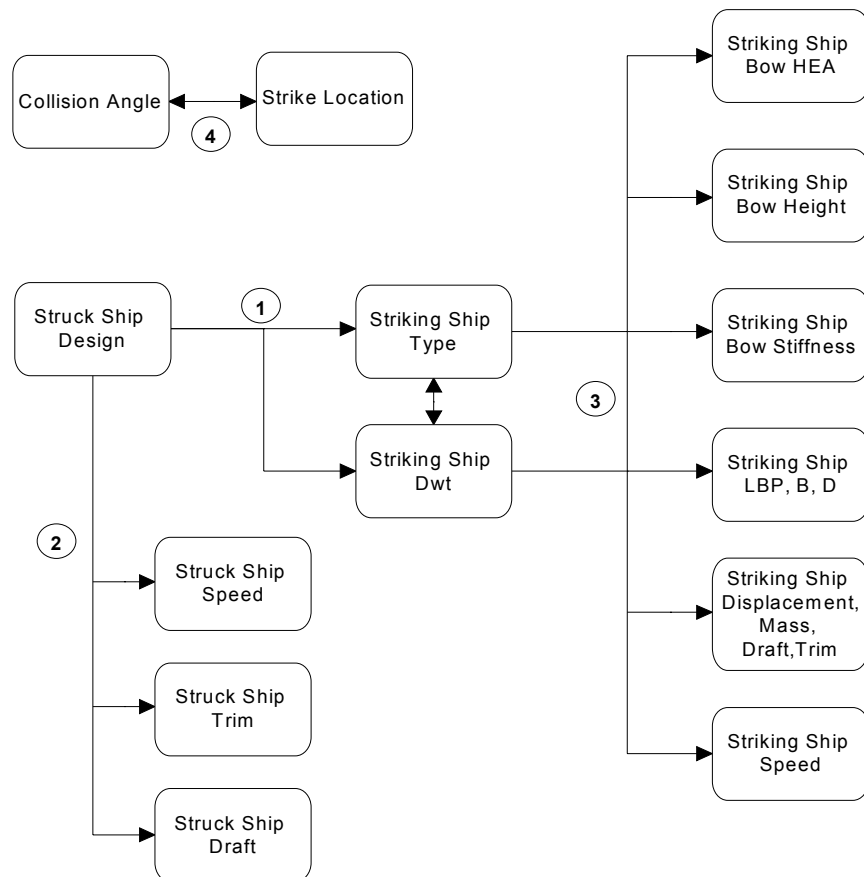 Collision Angle
4
Strike Location
Striking Ship
Bow HEA
Striking Ship
Bow Height
Struck Ship
Design
1
Striking Ship
Type
Striking Ship
Dwt
3
Striking Ship
Bow Stiffness
Striking Ship
LBP, B, D
2
Struck Ship
Speed
Struck Ship
Trim
Struck Ship
Draft
Striking Ship
Displacement,
Mass,
Draft,Trim
Striking Ship
Speed